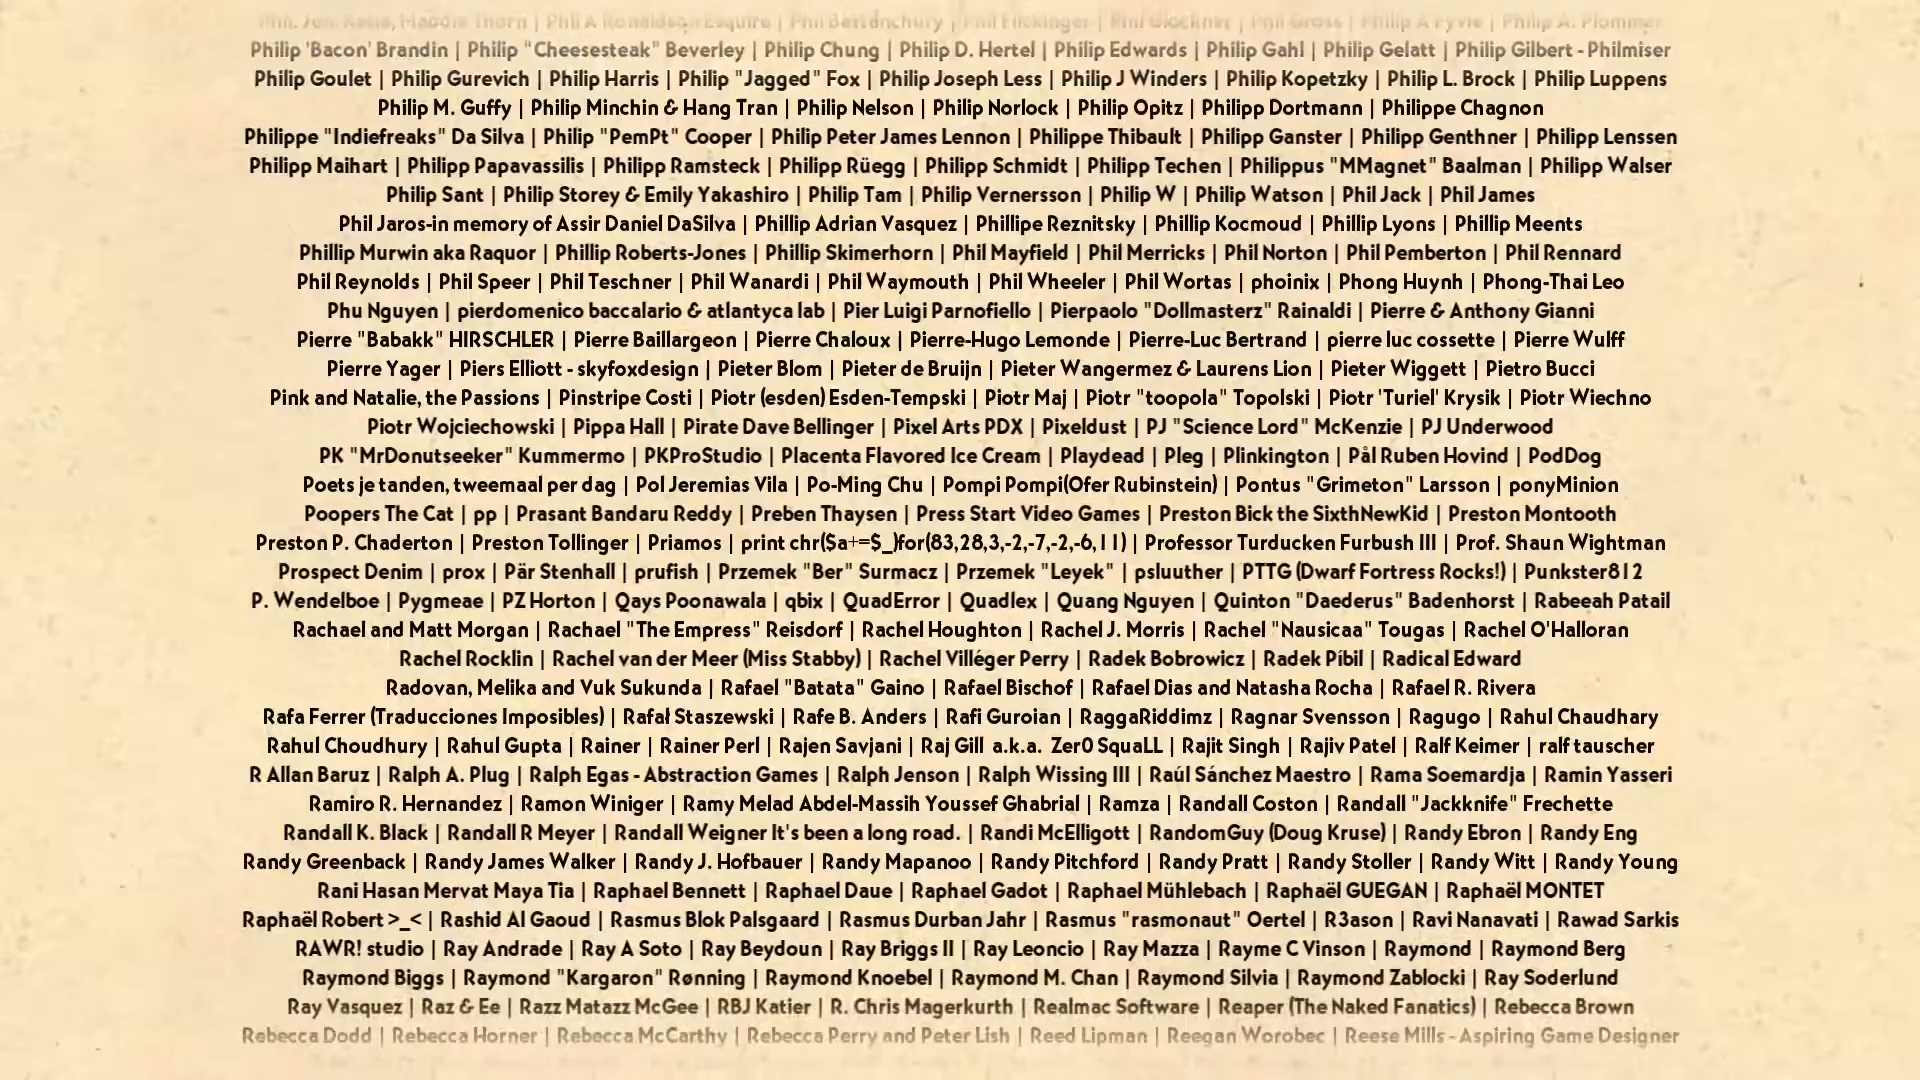 Phil. Jon. Katie, Maddie Thorn | Phil A Ronaldson Esquire | Phil Bettanchury | Phil Flickinger | Phil Glockner | Phil Gross | Philip A Fyvie | Philip A. Plommer
Philip 'Bacon' Brandin | Philip "Cheesesteak" Beverley | Philip Chung | Philip D. Hertel | Philip Edwards | Philip Gahl | Philip Gelatt | Philip Gilbert - Philmiser
Philip Goulet | Philip Gurevich | Philip Harris | Philip "Jagged" Fox | Philip Joseph Less | Philip J Winders | Philip Kopetzky | Philip L. Brock | Philip Luppens
Philip M. Guffy | Philip Minchin & Hang Tran | Philip Nelson | Philip Norlock | Philip Opitz | Philipp Dortmann | Philippe Chagnon
Philippe "Indiefreaks" Da Silva | Philip "PemPt" Cooper | Philip Peter James Lennon | Philippe Thibault | Philipp Ganster | Philipp Genthner | Philipp Lenssen
Philipp Maihart | Philipp Papavassilis | Philipp Ramsteck | Philipp Rüegg | Philipp Schmidt | Philipp Techen | Philippus "MMagnet" Baalman | Philipp Walser
Philip Sant | Philip Storey & Emily Yakashiro | Philip Tam | Philip Vernersson | Philip W | Philip Watson | Phil Jack | Phil James
Phil Jaros-in memory of Assir Daniel DaSilva | Phillip Adrian Vasquez | Phillipe Reznitsky | Phillip Kocmoud | Phillip Lyons | Phillip Meents
Phillip Murwin aka Raquor | Phillip Roberts-Jones | Phillip Skimerhorn | Phil Mayfield | Phil Merricks | Phil Norton | Phil Pemberton | Phil Rennard
Phil Reynolds | Phil Speer | Phil Teschner | Phil Wanardi | Phil Waymouth | Phil Wheeler | Phil Wortas | phoinix | Phong Huynh | Phong-Thai Leo
Phu Nguyen | pierdomenico baccalario & atlantyca lab | Pier Luigi Parnofiello | Pierpaolo "Dollmasterz" Rainaldi | Pierre & Anthony Gianni
Pierre "Babakk" HIRSCHLER | Pierre Baillargeon | Pierre Chaloux | Pierre-Hugo Lemonde | Pierre-Luc Bertrand | pierre luc cossette | Pierre Wulff
Pierre Yager | Piers Elliott - skyfoxdesign | Pieter Blom | Pieter de Bruijn | Pieter Wangermez & Laurens Lion | Pieter Wiggett | Pietro Bucci
Pink and Natalie, the Passions | Pinstripe Costi | Piotr (esden) Esden-Tempski | Piotr Maj | Piotr "toopola" Topolski | Piotr 'Turiel' Krysik | Piotr Wiechno
Piotr Wojciechowski | Pippa Hall | Pirate Dave Bellinger | Pixel Arts PDX | Pixeldust | PJ "Science Lord" McKenzie | PJ Underwood
PK "MrDonutseeker" Kummermo | PKProStudio | Placenta Flavored Ice Cream | Playdead | Pleg | Plinkington | Pål Ruben Hovind | PodDog
Poets je tanden, tweemaal per dag | Pol Jeremias Vila | Po-Ming Chu | Pompi Pompi(Ofer Rubinstein) | Pontus "Grimeton" Larsson | ponyMinion
Poopers The Cat | pp | Prasant Bandaru Reddy | Preben Thaysen | Press Start Video Games | Preston Bick the SixthNewKid | Preston Montooth
Preston P. Chaderton | Preston Tollinger | Priamos | print chr($a+=$_)for(83,28,3,-2,-7,-2,-6,11) | Professor Turducken Furbush III | Prof. Shaun Wightman
Prospect Denim | prox | Pär Stenhall | prufish | Przemek "Ber" Surmacz | Przemek "Leyek" | psluuther | PTTG (Dwarf Fortress Rocks!) | Punkster812
P. Wendelboe | Pygmeae | PZ Horton | Qays Poonawala | qbix | QuadError | Quadlex | Quang Nguyen | Quinton "Daederus" Badenhorst | Rabeeah Patail
Rachael and Matt Morgan | Rachael "The Empress" Reisdorf | Rachel Houghton | Rachel J. Morris | Rachel "Nausicaa" Tougas | Rachel O'Halloran
Rachel Rocklin | Rachel van der Meer (Miss Stabby) | Rachel Villéger Perry | Radek Bobrowicz | Radek Píbil | Radical Edward
Radovan, Melika and Vuk Sukunda | Rafael "Batata" Gaino | Rafael Bischof | Rafael Dias and Natasha Rocha | Rafael R. Rivera
Rafa Ferrer (Traducciones Imposibles) | Rafał Staszewski | Rafe B. Anders | Rafi Guroian | RaggaRiddimz | Ragnar Svensson | Ragugo | Rahul Chaudhary
Rahul Choudhury | Rahul Gupta | Rainer | Rainer Perl | Rajen Savjani | Raj Gill a.k.a. Zer0 SquaLL | Rajit Singh | Rajiv Patel | Ralf Keimer | ralf tauscher
R Allan Baruz | Ralph A. Plug | Ralph Egas - Abstraction Games | Ralph Jenson | Ralph Wissing III | Raúl Sánchez Maestro | Rama Soemardja | Ramin Yasseri
Ramiro R. Hernandez | Ramon Winiger | Ramy Melad Abdel-Massih Youssef Ghabrial | Ramza | Randall Coston | Randall "Jackknife" Frechette
Randall K. Black | Randall R Meyer | Randall Weigner It's been a long road. | Randi McElligott | RandomGuy (Doug Kruse) | Randy Ebron | Randy Eng
Randy Greenback | Randy James Walker | Randy J. Hofbauer | Randy Mapanoo | Randy Pitchford | Randy Pratt | Randy Stoller | Randy Witt | Randy Young
Rani Hasan Mervat Maya Tia | Raphael Bennett | Raphael Daue | Raphael Gadot | Raphael Mühlebach | Raphaël GUEGAN | Raphaël MONTET
Raphaël Robert >_< | Rashid Al Gaoud | Rasmus Blok Palsgaard | Rasmus Durban Jahr | Rasmus "rasmonaut" Oertel | R3ason | Ravi Nanavati | Rawad Sarkis
RAWR! studio | Ray Andrade | Ray A Soto | Ray Beydoun | Ray Briggs II | Ray Leoncio | Ray Mazza | Rayme C Vinson | Raymond | Raymond Berg
Raymond Biggs | Raymond "Kargaron" Rønning | Raymond Knoebel | Raymond M. Chan | Raymond Silvia | Raymond Zablocki | Ray Soderlund
Ray Vasquez | Raz & Ee | Razz Matazz McGee | RBJ Katier | R. Chris Magerkurth | Realmac Software | Reaper (The Naked Fanatics) | Rebecca Brown
Rebecca Dodd | Rebecca Horner | Rebecca McCarthy | Rebecca Perry and Peter Lish | Reed Lipman | Reegan Worobec | Reese Mills - Aspiring Game Designer